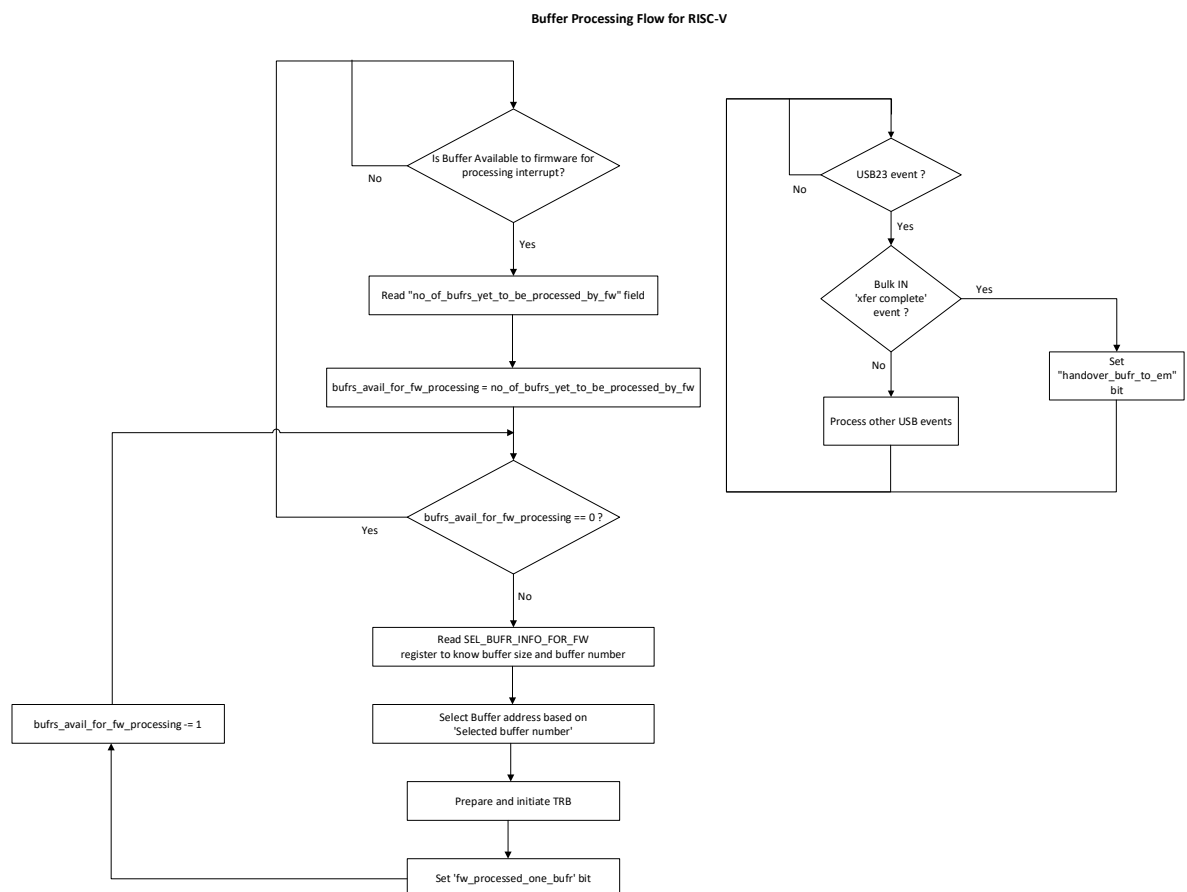 Buffer Processing Flow for RISC-V
Is Buffer Available to firmware for
processing interrupt?
No
Yes
Read "no_of_bufrs_yet_to_be_processed_by_fw" field
bufrs_avail_for_fw_processing = no_of_bufrs_yet_to_be_processed_by_fw
bufrs_avail_for_fw_processing == 0 ?
Yes
No
Read SEL_BUFR_INFO_FOR_FW
register to know buffer size and buffer number
Select Buffer address based on
'Selected buffer number'
Prepare and initiate TRB
Set 'fw_processed_one_bufr' bit
bufrs_avail_for_fw_processing -= 1
USB23 event ?
No
Yes
Bulk IN
'xfer complete'
event ?
Yes
No
Set
"handover_bufr_to_em"
bit
Process other USB events